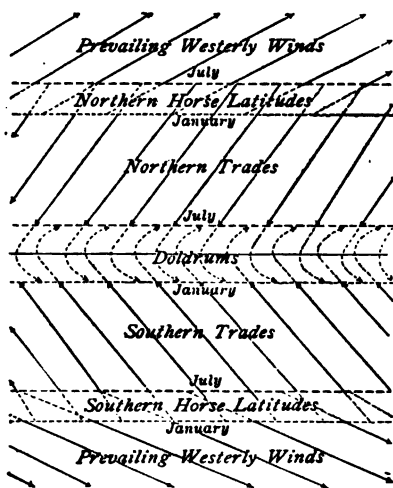 Prevailing Westerly Winds
July
Northern Horse Latitudes
January
Northern Trades
July
Doldrums
January
Southern Trades
July
Southern Horse Latitudes
January
Prevailing Westerly Winds